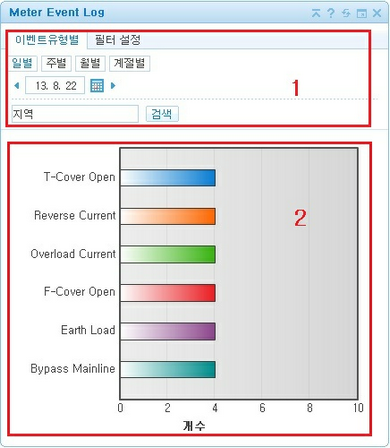 Meter Event Log
이벤트유형별 필터 설정
일별 주별 월별 계절별
13. 8. 22
1
지역 검색
2
T-Cover Open
Reverse Current
Overload Current
F-Cover Open
Earth Load
Bypass Mainline
0 2 4 6 8 10
개수